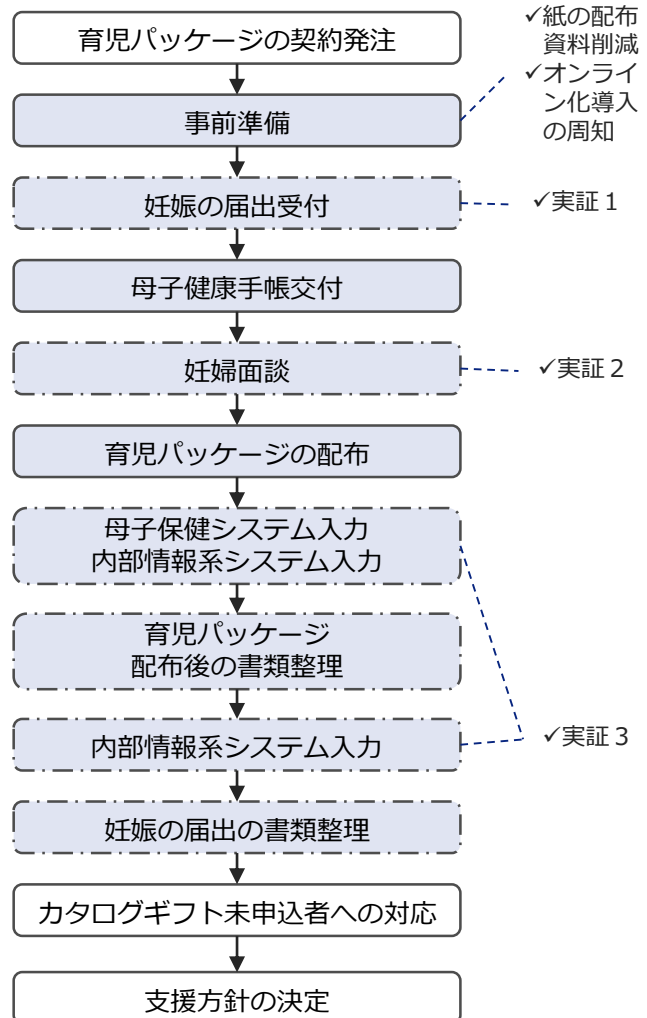 育児パッケージの契約発注
✓紙の配布
資料削減
✓オンライ
ン化導入
の周知
事前準備
妊娠の届出受付
✓実証1
母子健康手帳交付
妊婦面談
✓実証2
育児パッケージの配布
母子保健システム入力
内部情報系システム入力
育児パッケージ
配布後の書類整理
内部情報系システム入力
✓実証3
妊娠の届出の書類整理
カタログギフト未申込者への対応
支援方針の決定